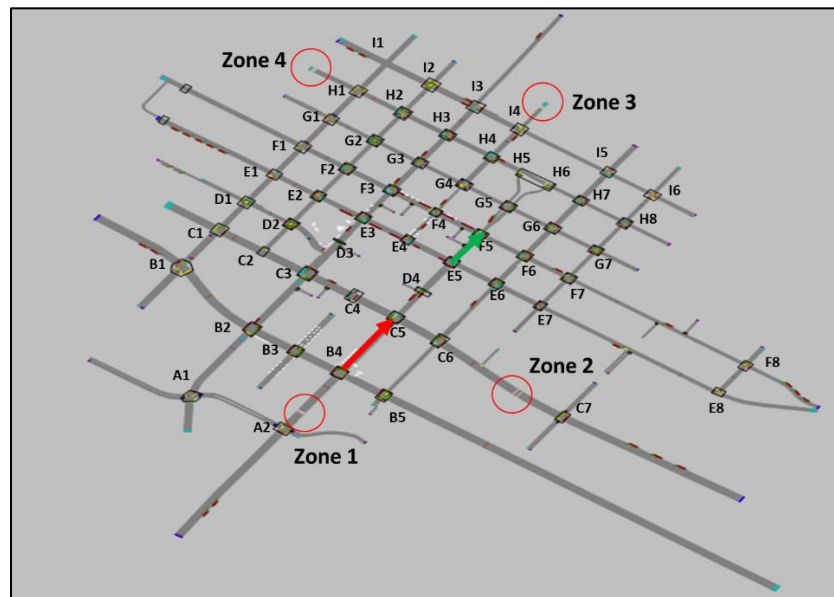 I1
Zone 4
I2
H1
I3
Zone 3
H2
G1
I4
H3
G2
F1
H4
G3
H5
I5
F2
H6
E1
G4
I6
F3
H7
E2
D1
G5
F4
H8
G6
E3
C1
D2
E4
F5
D3
G7
C2
B1
E5
F6
C3
D4
E6
F7
C4
E7
C5
B2
C6
B3
B4
Zone 2
F8
A1
E8
B5
C7
A2
Zone 1